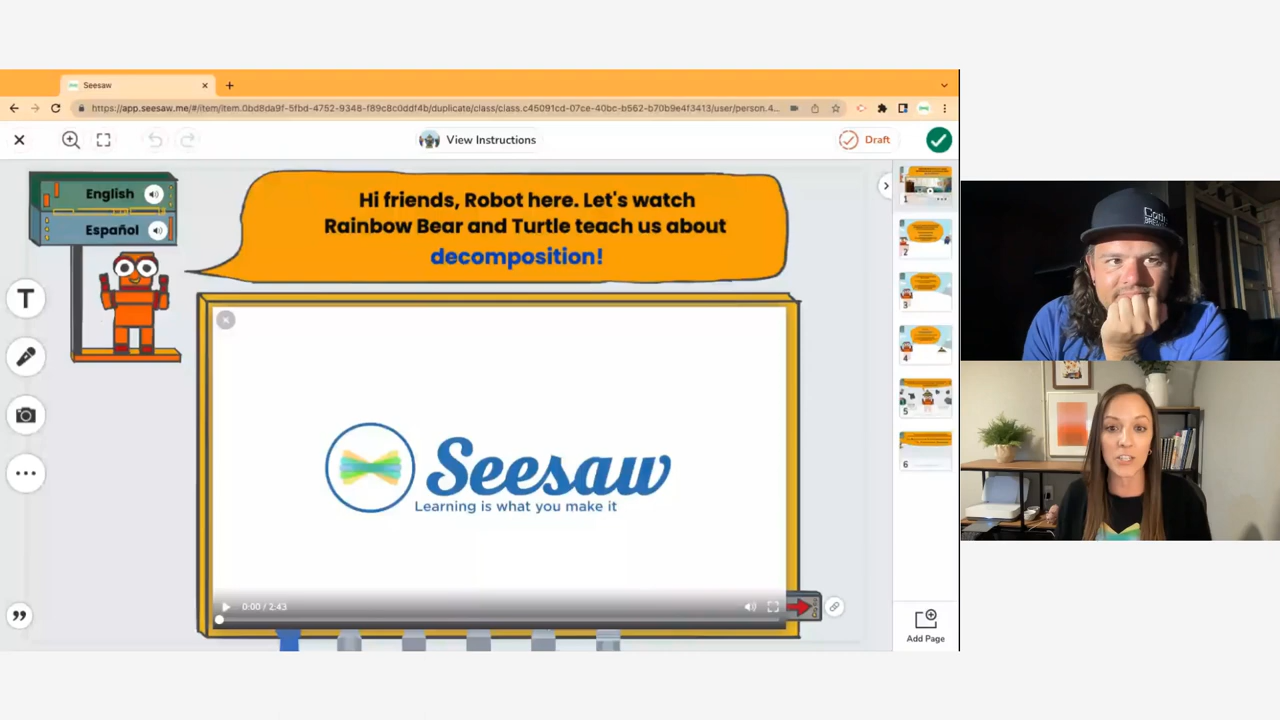 Seesaw
https://app.seesaw.me/#/item/item.0bd8da9f-5fbd-4752-9348-f89c8c0ddf4b/duplicate/class/class.c45091cd-07ce-40bc-b562-b70b9e4f3413/user/person.4...
View Instructions
Draft
English
Español
Hi friends, Robot here. Let's watch
Rainbow Bear and Turtle teach us about
decomposition!
T
Seesaw
Learning is what you make it
0:00 / 2:43
1
2
3
4
5
6
Add Page